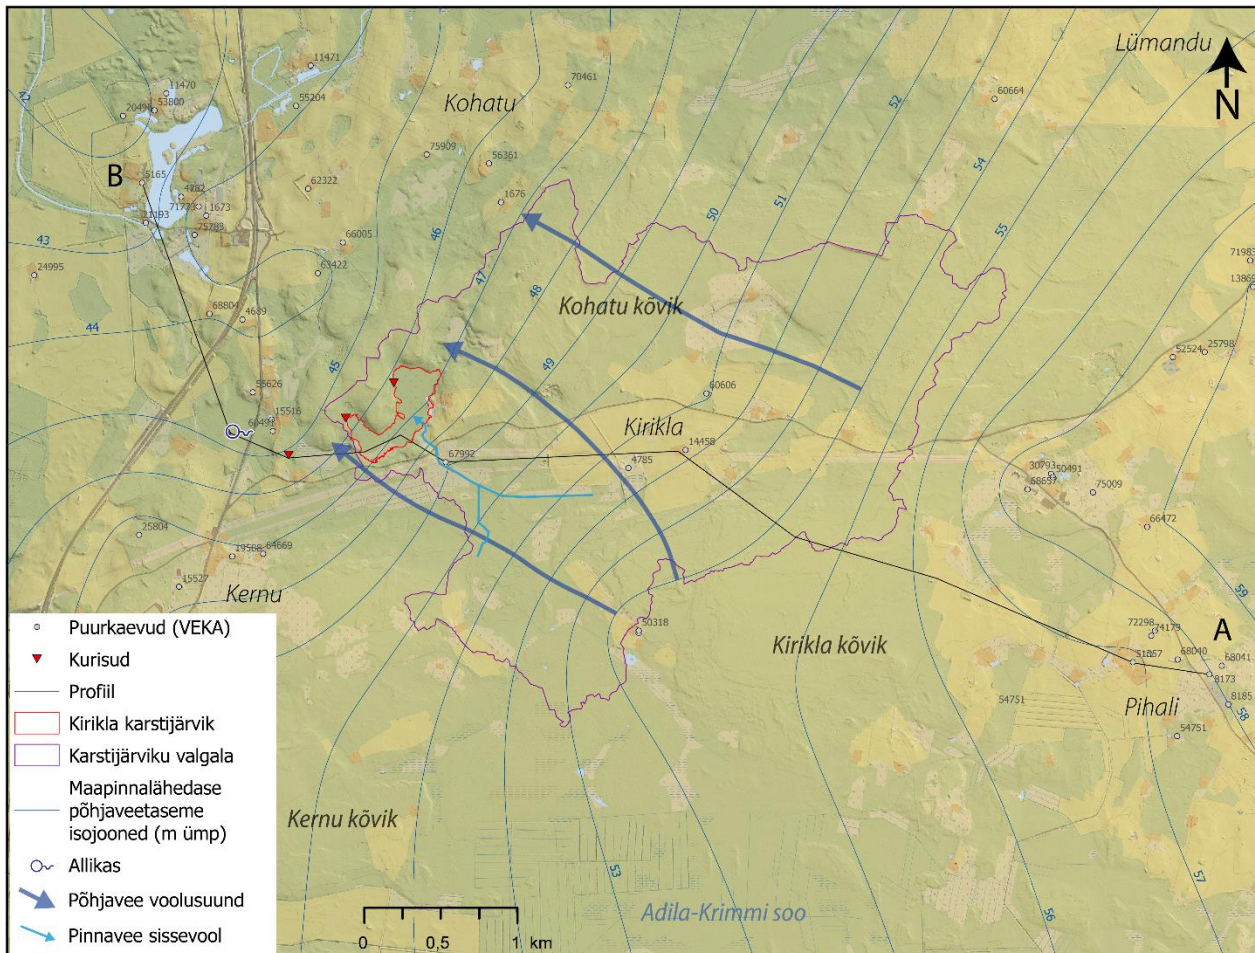 Lümandu
N
11471
70461
42
11470
53800
20496
55204
Kohatu
52
60664
54
75909
56361
B
5165
62322
1676
4782
71773
1673
21193
75783
50
51
46
55
43
66005
47
24995
63422
48
71983
13869
68804
4689
Kohatu kõvik
44
45
49
52524
25798
55626
60606
15516
60491
Kirikla
14458
67992
4785
30793
50491
68657
75009
25804
66472
19588
64669
15527
Kernu
59
50318
72298
74179
A
Kirikla kõvik
51357
68040
68041
8173
8185
54751
Pihali
58
54751
Kernu kõvik
53
57
Adila-Krimmi soo
56
Puurkaevud (VEKA)
Kurisud
Profiil
Kirikla karstijärvik
Karstijärviku valgala
Maapinnalähedase
põhjaveetaseme
isojooned (m ümp)
Allikas
Põhjavee voolusuund
Pinnavee sissevool
0 0,5 1 km